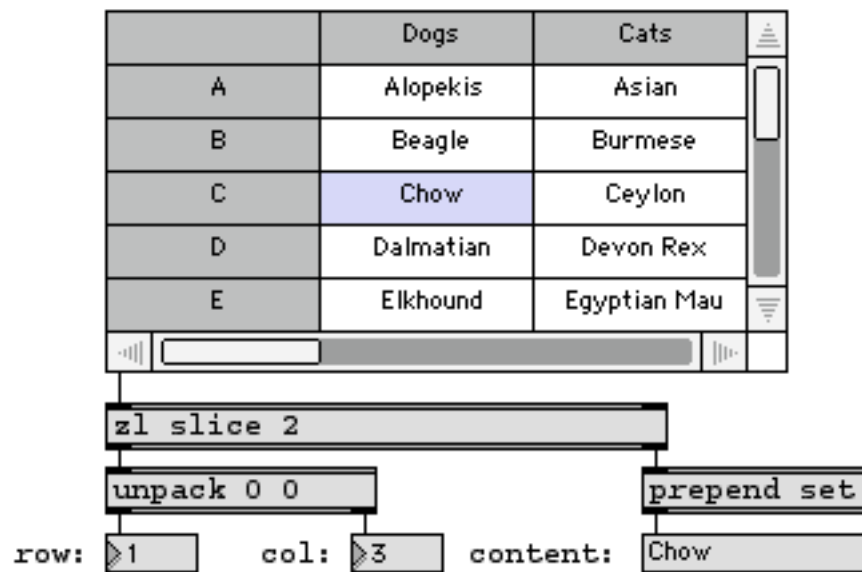 Dogs Cats
A Alopekis Asian
B Beagle Burmese
C Chow Ceylon
D Dalmatian Devon Rex
E Elkhound Egyptian Mau
zl slice 2
unpack 0 0 prepend set
row: 1 col: 3 content: Chow